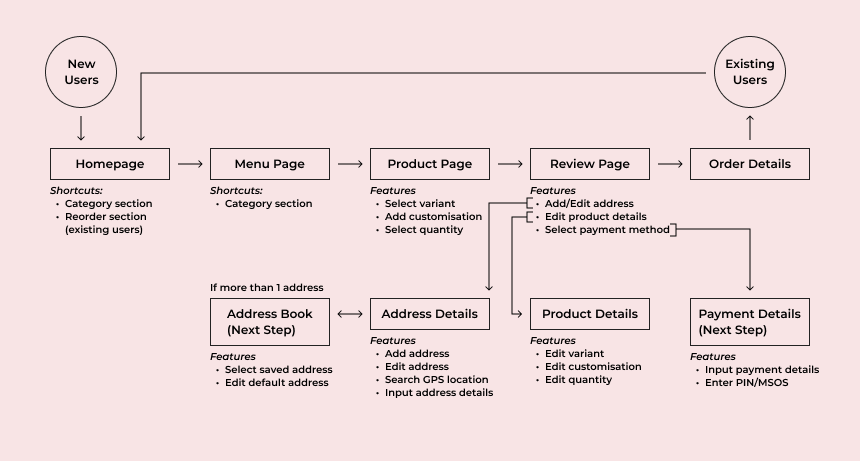 New
Users
Existing
Users
Homepage
Menu Page
Product Page
Review Page
Order Details
Shortcuts:
• Category section
• Reorder section
(existing users)
Shortcuts:
• Category section
Features
• Select variant
• Add customisation
• Select quantity
Features
• Add/Edit address
• Edit product details
• Select payment method
If more than 1 address
Address Book
(Next Step)
Features
• Select saved address
• Edit default address
Address Details
Features
• Add address
• Edit address
• Search GPS location
• Input address details
Product Details
Features
• Edit variant
• Edit customisation
• Edit quantity
Payment Details
(Next Step)
Features
• Input payment details
• Enter PIN/MSOS